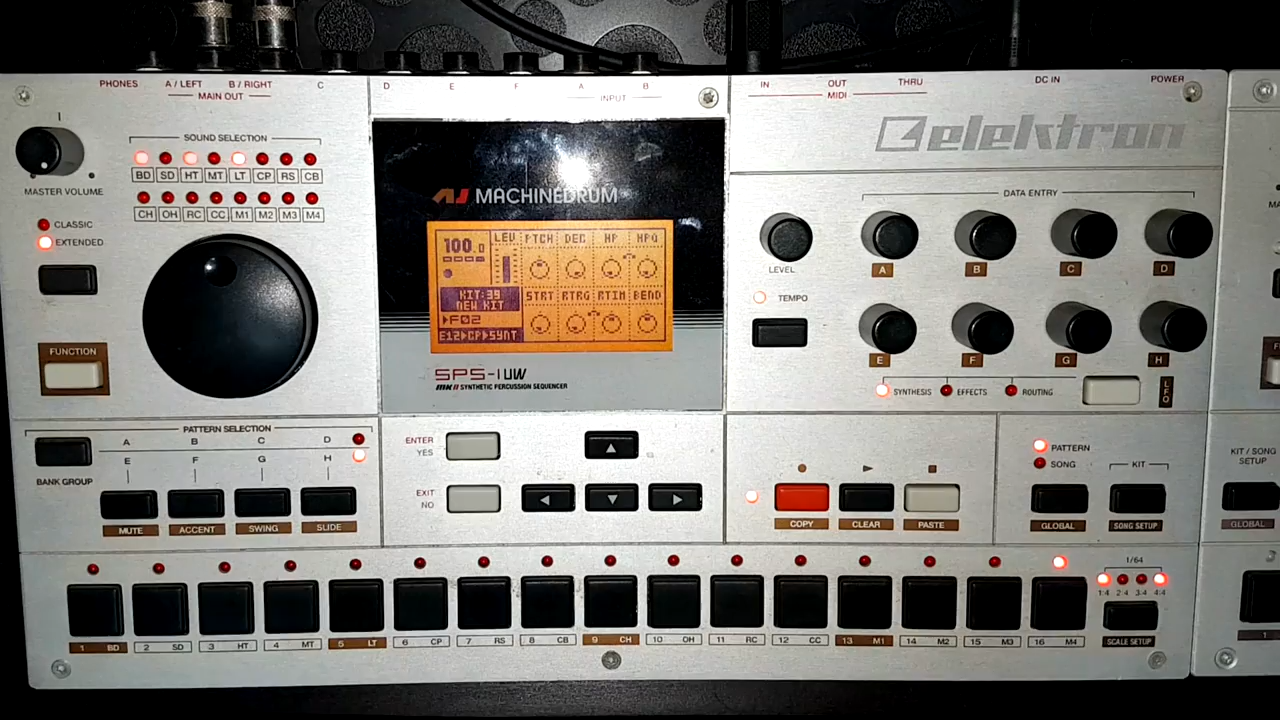 PHONES A / LEFT B / RIGHT C D E F A B IN OUT THRU DC IN POWER
MAIN OUT INPUT MIDI
elektron
SOUND SELECTION
BD SD HT MT LT CP RS CB
CH OH RC CC M1 M2 M3 M4
MASTER VOLUME
CLASSIC
EXTENDED
FUNCTION
MACHINEDRUM
100.0 LEV PTCH DEC HP HPQ
KIT:39
NEW KIT
STRT RTRG RTIM BEND
F02
E12 CP SYNT
SPS-1UW
MKII SYNTHETIC PERCUSSION SEQUENCER
DATA ENTRY
LEVEL
A B C D
TEMPO
E F G H
SYNTHESIS EFFECTS ROUTING
LFO
PATTERN SELECTION
A B C D
E F G H
BANK GROUP
MUTE ACCENT SWING SLIDE
ENTER
YES
EXIT
NO
COPY CLEAR PASTE
PATTERN
SONG
KIT
GLOBAL SONG SETUP
KIT / SONG
SETUP
GLOBAL
1/64
1:4 2:4 3:4 4:4
SCALE SETUP
1 BD 2 SD 3 HT 4 MT 5 LT 6 CP 7 RS 8 CB 9 CH 10 OH 11 RC 12 CC 13 M1 14 M2 15 M3 16 M4
1